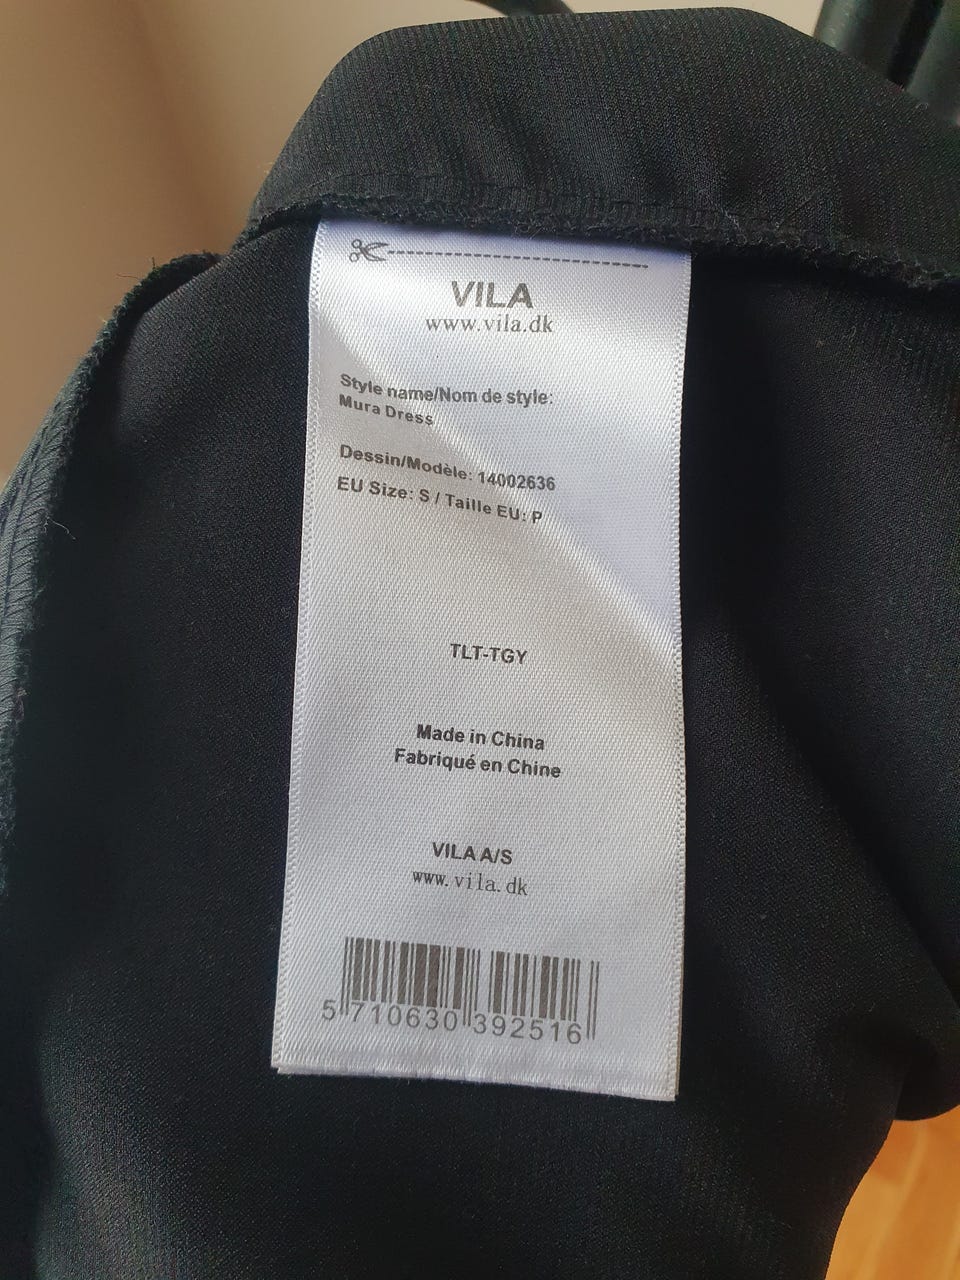 VILA
www.vila.dk
Style name/Nom de style:
Mura Dress
Dessin/Modèle: 14002636
EU Size: S / Taille EU: P
TLT-TGY
Made in China
Fabriqué en Chine
VILA A/S
www.vila.dk
5 710630 392516